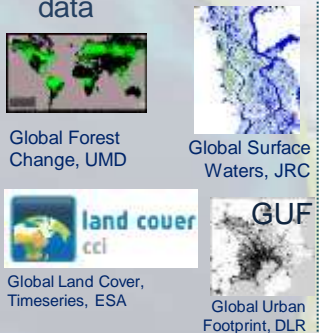 data
Global Forest
Change, UMD
Global Surface
Waters, JRC
land cover
cci
GUF
Global Land Cover,
Timeseries, ESA
Global Urban
Footprint, DLR